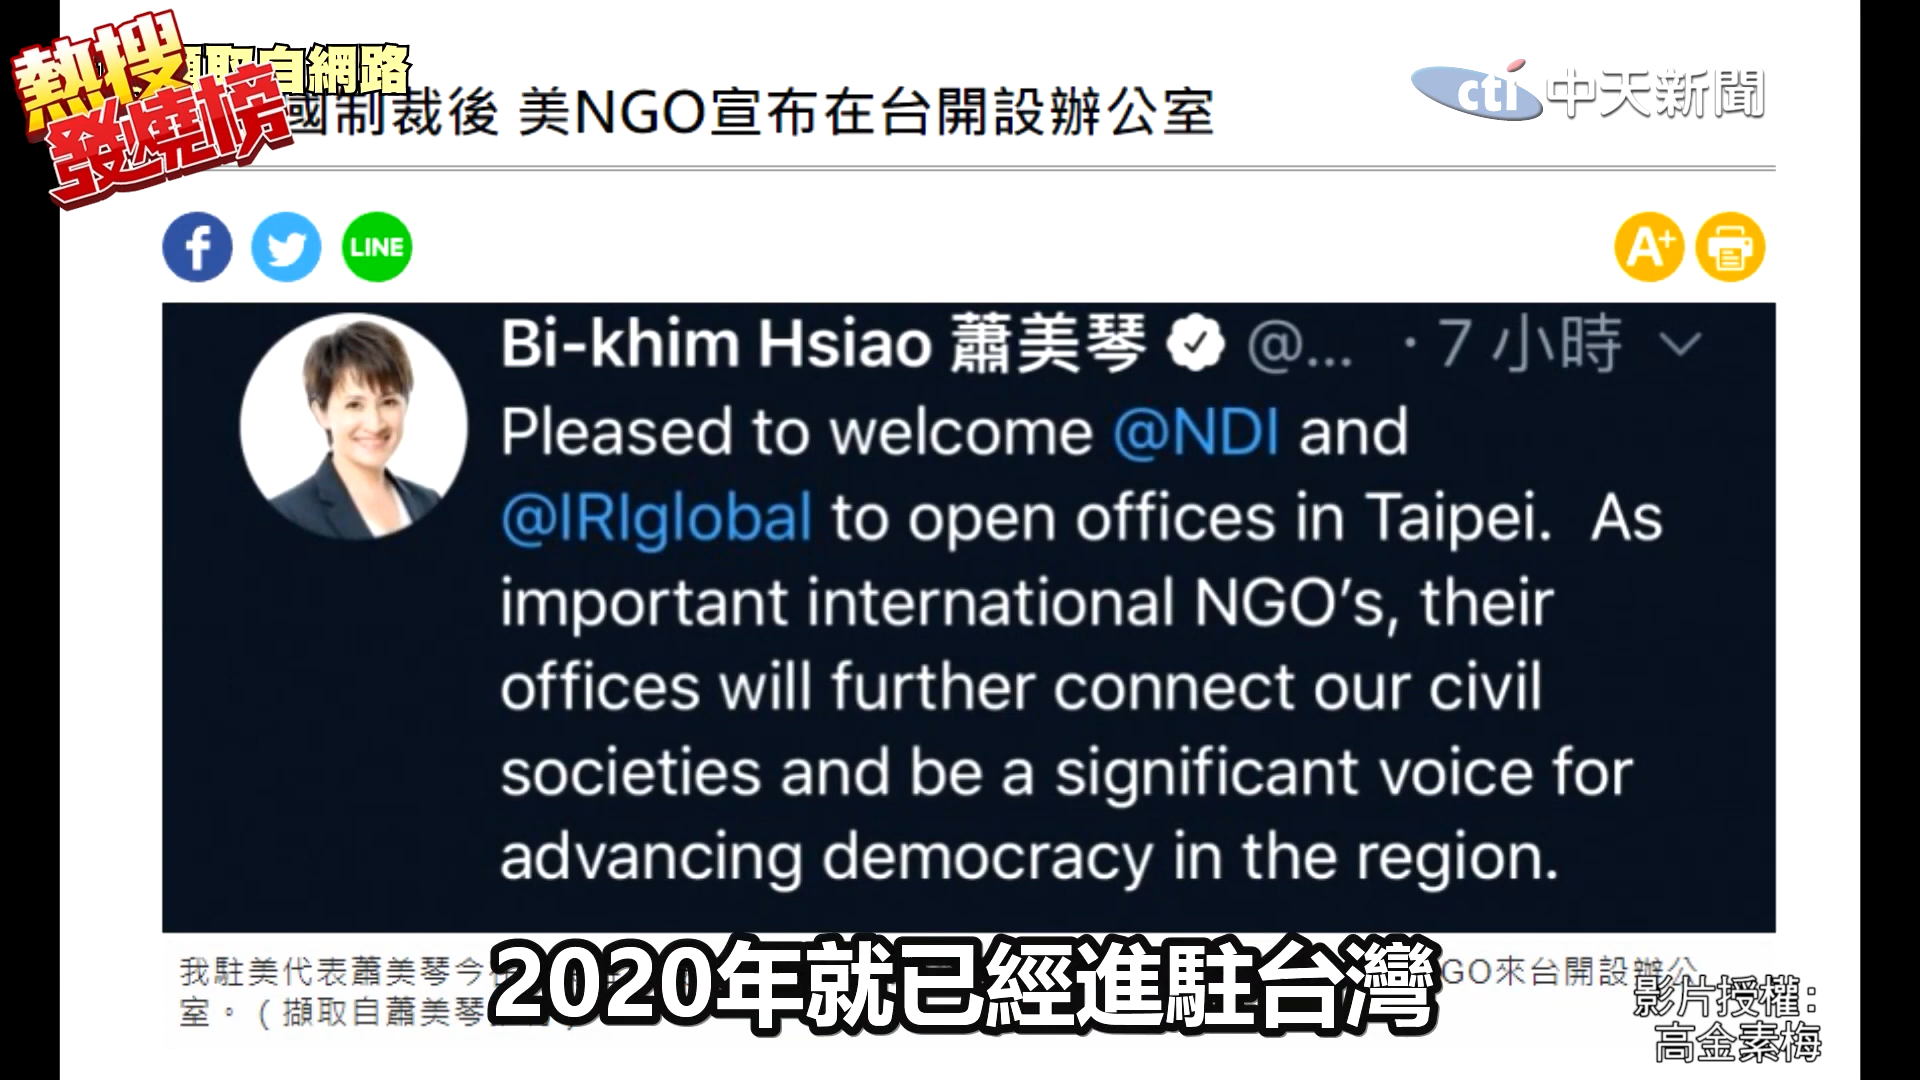 熱搜
發燒榜
取自網路
國制裁後 美NGO宣布在台開設辦公室
cti 中天新聞
f
LINE
A+
Bi-khim Hsiao 蕭美琴 @... · 7 小時
Pleased to welcome @NDI and
@IRIglobal to open offices in Taipei. As
important international NGO's, their
offices will further connect our civil
societies and be a significant voice for
advancing democracy in the region.
我駐美代表蕭美琴今
GO來台開設辦公
室。(擷取自蕭美琴
2020年就已經進駐台灣
影片授權:
高金素梅